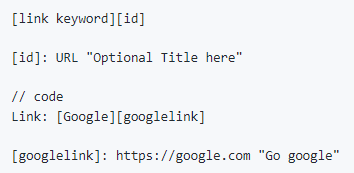 [link keyword][id]
[id]: URL "Optional Title here"
// code
Link: [Google][googlelink]
[googlelink]: https://google.com "Go google"